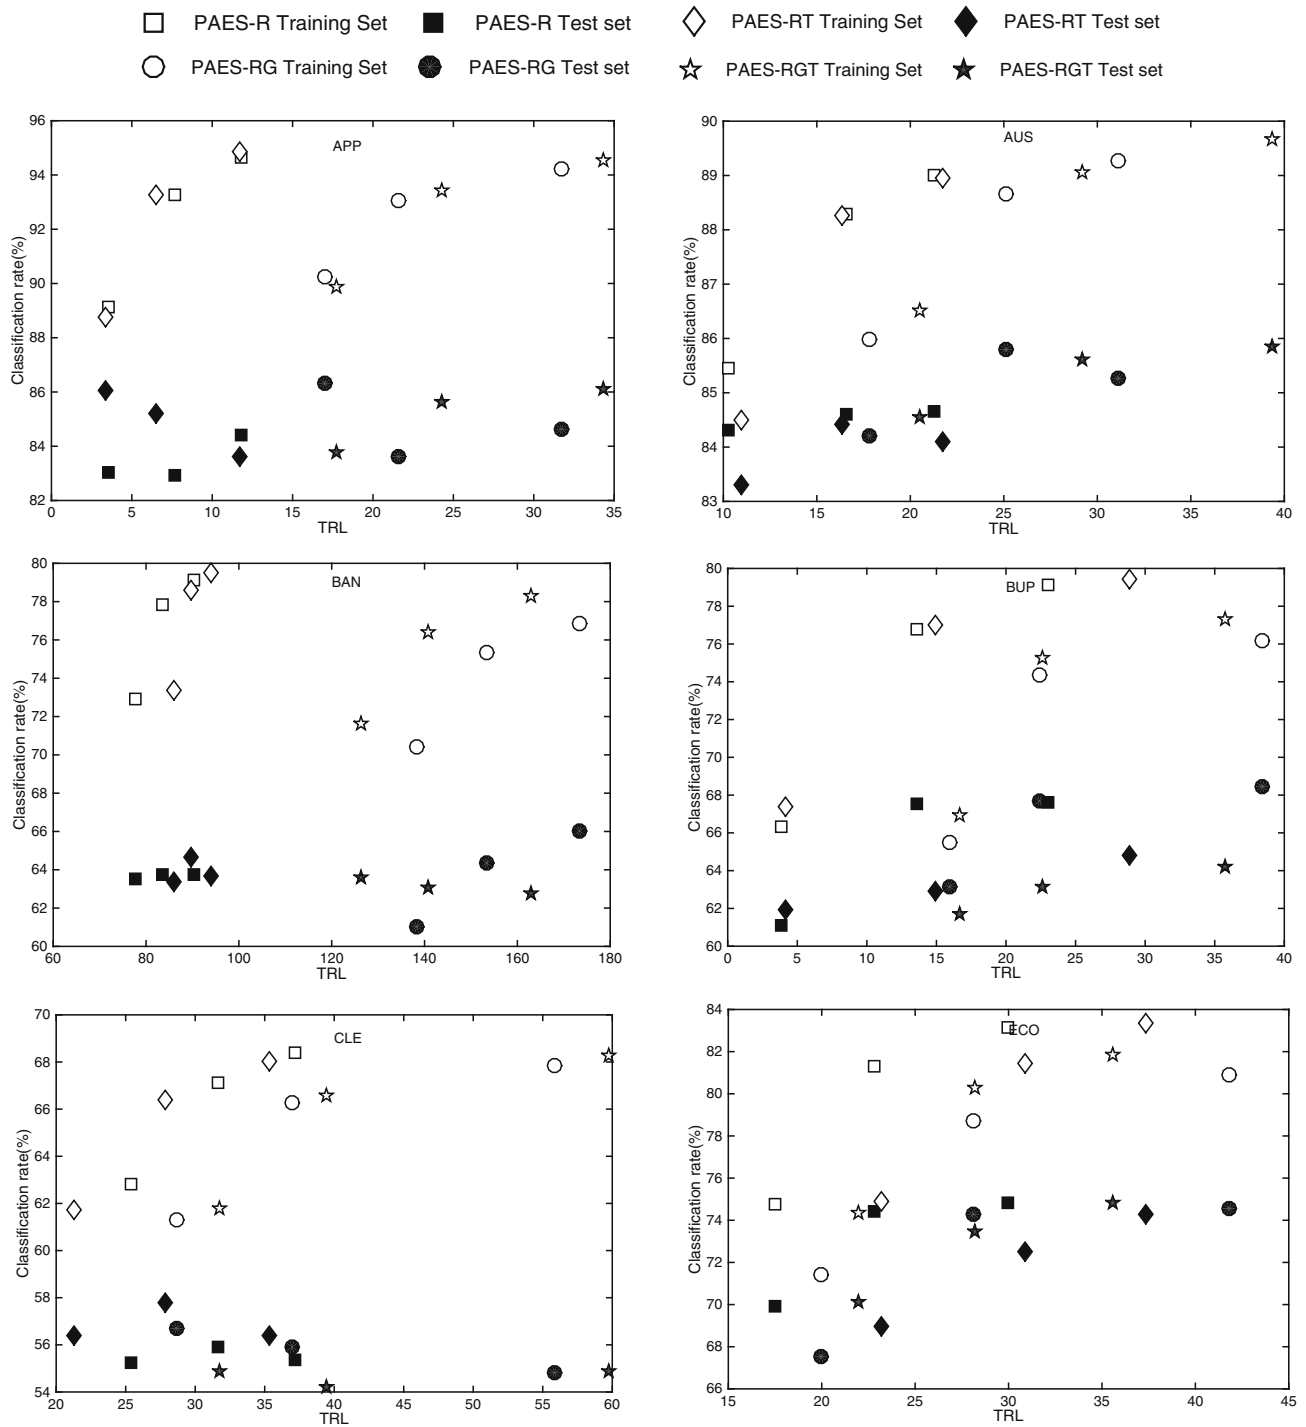 PAES-R Training Set PAES-R Test set PAES-RT Training Set PAES-RT Test set
PAES-RG Training Set PAES-RG Test set PAES-RGT Training Set PAES-RGT Test set
APP
Classification rate(%)
96
94
92
90
88
86
84
82
0 5 10 15 20 25 30 35
TRL
AUS
Classification rate(%)
90
89
88
87
86
85
84
83
10 15 20 25 30 35 40
TRL
BAN
Classification rate(%)
80
78
76
74
72
70
68
66
64
62
60
60 80 100 120 140 160 180
TRL
BUP
Classification rate(%)
80
78
76
74
72
70
68
66
64
62
60
0 5 10 15 20 25 30 35 40
TRL
CLE
Classification rate(%)
70
68
66
64
62
60
58
56
54
20 25 30 35 40 45 50 55 60
TRL
ECO
Classification rate(%)
84
82
80
78
76
74
72
70
68
66
15 20 25 30 35 40 45
TRL